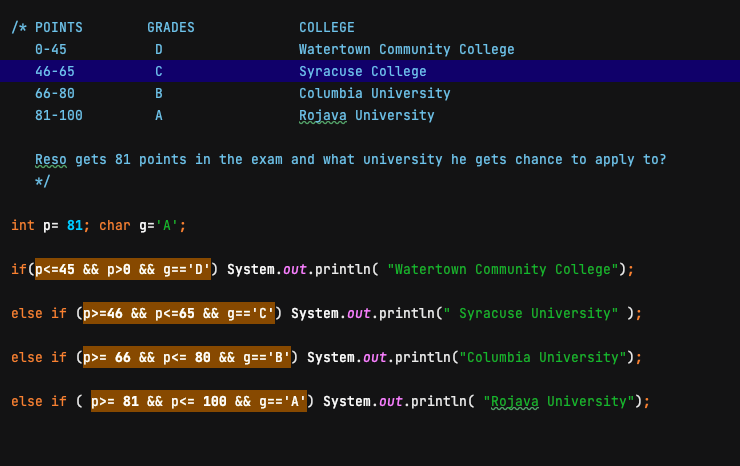 /* POINTS GRADES COLLEGE
0-45 D Watertown Community College
46-65 C Syracuse College
66-80 B Columbia University
81-100 A Rojava University
Reso gets 81 points in the exam and what university he gets chance to apply to?
*/
int p= 81; char g='A';
if(p<=45 && p>0 && g=='D') System.out.println( "Watertown Community College");
else if (p>=46 && p<=65 && g=='C') System.out.println(" Syracuse University" );
else if (p>= 66 && p<= 80 && g=='B') System.out.println("Columbia University");
else if ( p>= 81 && p<= 100 && g=='A') System.out.println( "Rojava University");